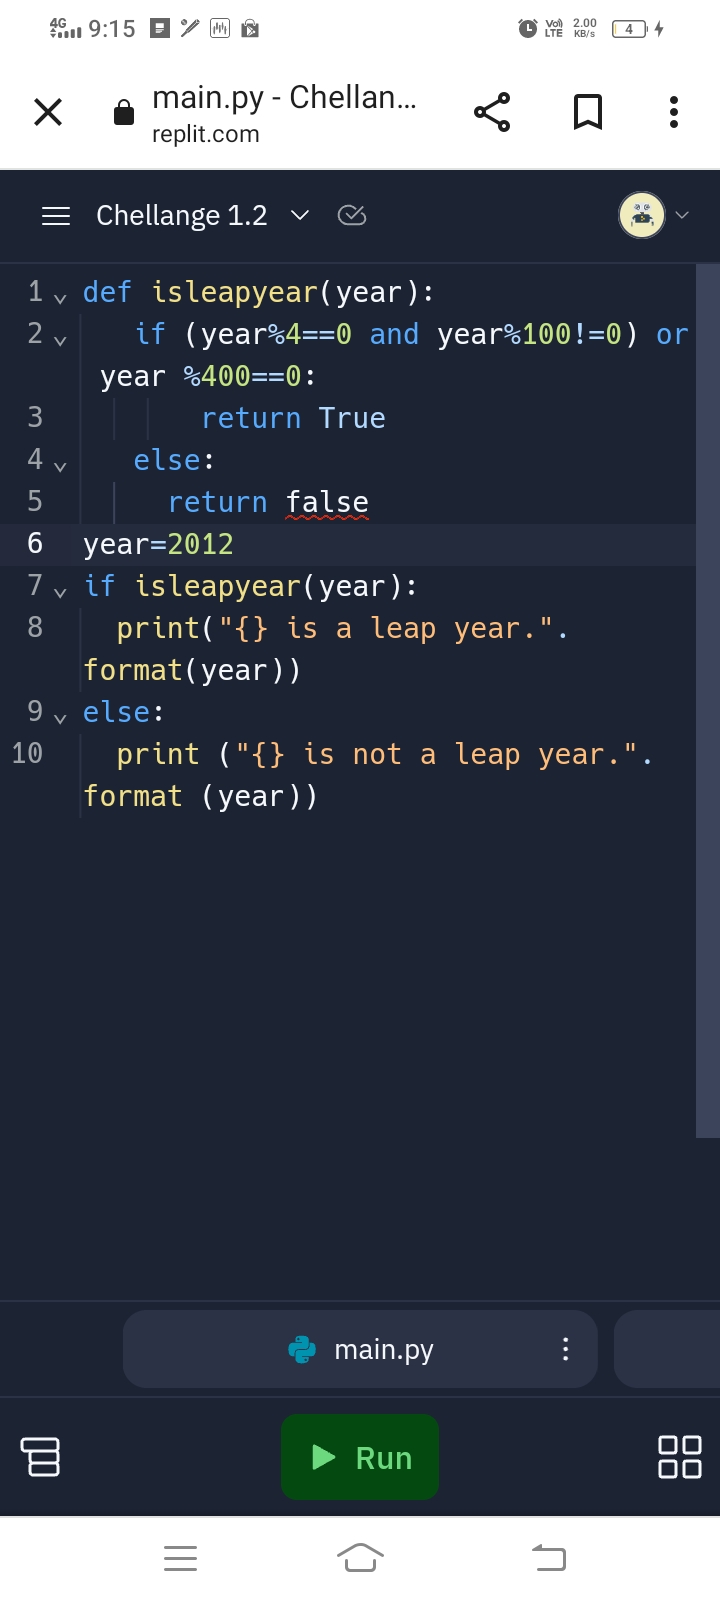 4G 9:15 Vo) LTE 2.00 KB/s 4
main.py - Chellan...
replit.com
Chellange 1.2
1 def isleapyear(year):
2 if (year%4==0 and year%100!=0) or
year %400==0:
3 return True
4 else:
5 return false
6 year=2012
7 if isleapyear(year):
8 print("{} is a leap year.".
format(year))
9 else:
10 print ("{} is not a leap year.".
format (year))
main.py
Run